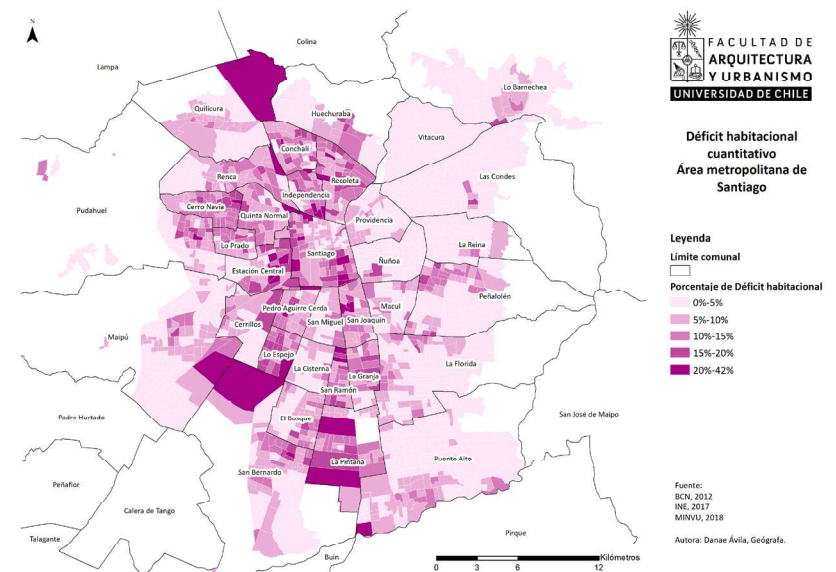 N
Colina
Lampa
Lo Barnechea
Quilicura
Huechuraba
Vitacura
Conchalí
Renca
Recoleta
Las Condes
Independencia
Cerro Navia
Quinta Normal
Pudahuel
Providencia
Lo Prado
Santiago
La Reina
Estación Central
Ñuñoa
Peñalolén
Pedro Aguirre Cerda
Macul
Cerrillos
San Miguel
San Joaquín
Maipú
Lo Espejo
La Cisterna
La Florida
La Granja
San Ramón
Padre Hurtado
El Bosque
San José de Maipo
La Pintana
Puente Alto
San Bernardo
Peñaflor
Calera de Tango
Talagante
Pirque
Buin
Kilómetros
0 3 6 12
FACULTAD DE
ARQUITECTURA
Y URBANISMO
UNIVERSIDAD DE CHILE
Déficit habitacional
cuantitativo
Área metropolitana de
Santiago
Leyenda
Límite comunal
Porcentaje de Déficit habitacional
0%-5%
5%-10%
10%-15%
15%-20%
20%-42%
Fuente:
BCN, 2012
INE, 2017
MINVU, 2018
Autora: Danae Ávila, Geógrafa.